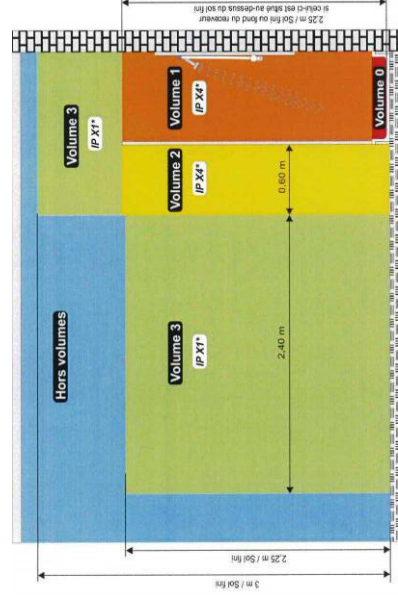 2,25 m / Sol fini ou fond du receveur
si celui-ci est situé au-dessus du sol fini
Volume 3
IP X1*
Volume 1
IP X4*
Volume 0
Volume 2
IP X4*
0,60 m
Hors volumes
Volume 3
IP X1*
2,40 m
2,25 m / Sol fini
3 m / Sol fini